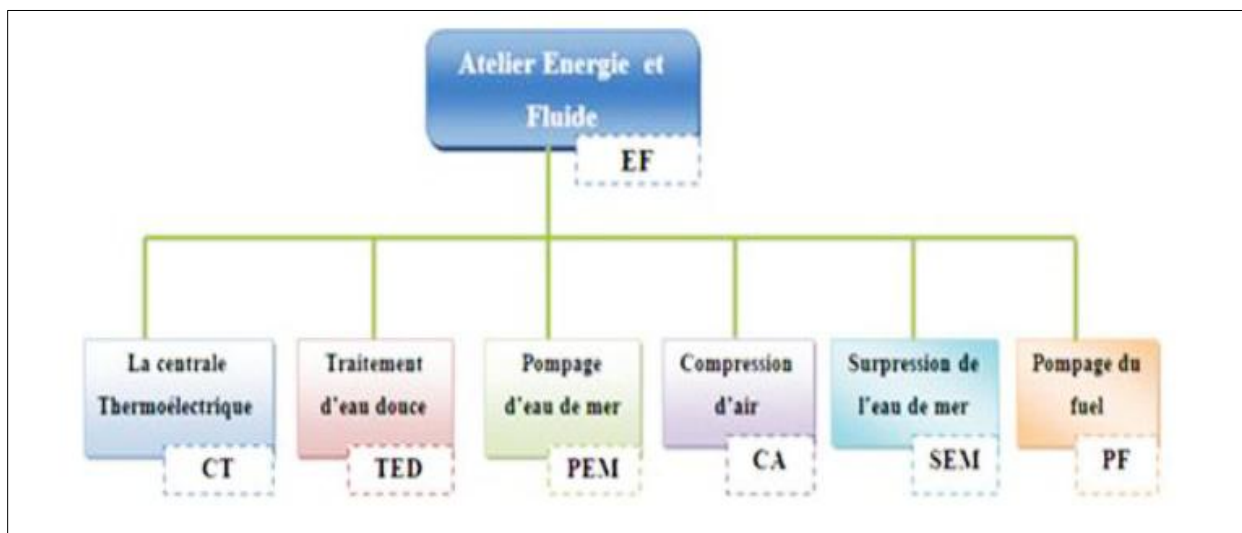 Atelier Energie et
Fluide
EF
La centrale
Thermoélectrique
CT
Traitement
d'eau douce
TED
Pompage
d'eau de mer
PEM
Compression
d'air
CA
Surpression de
l'eau de mer
SEM
Pompage du
fuel
PF